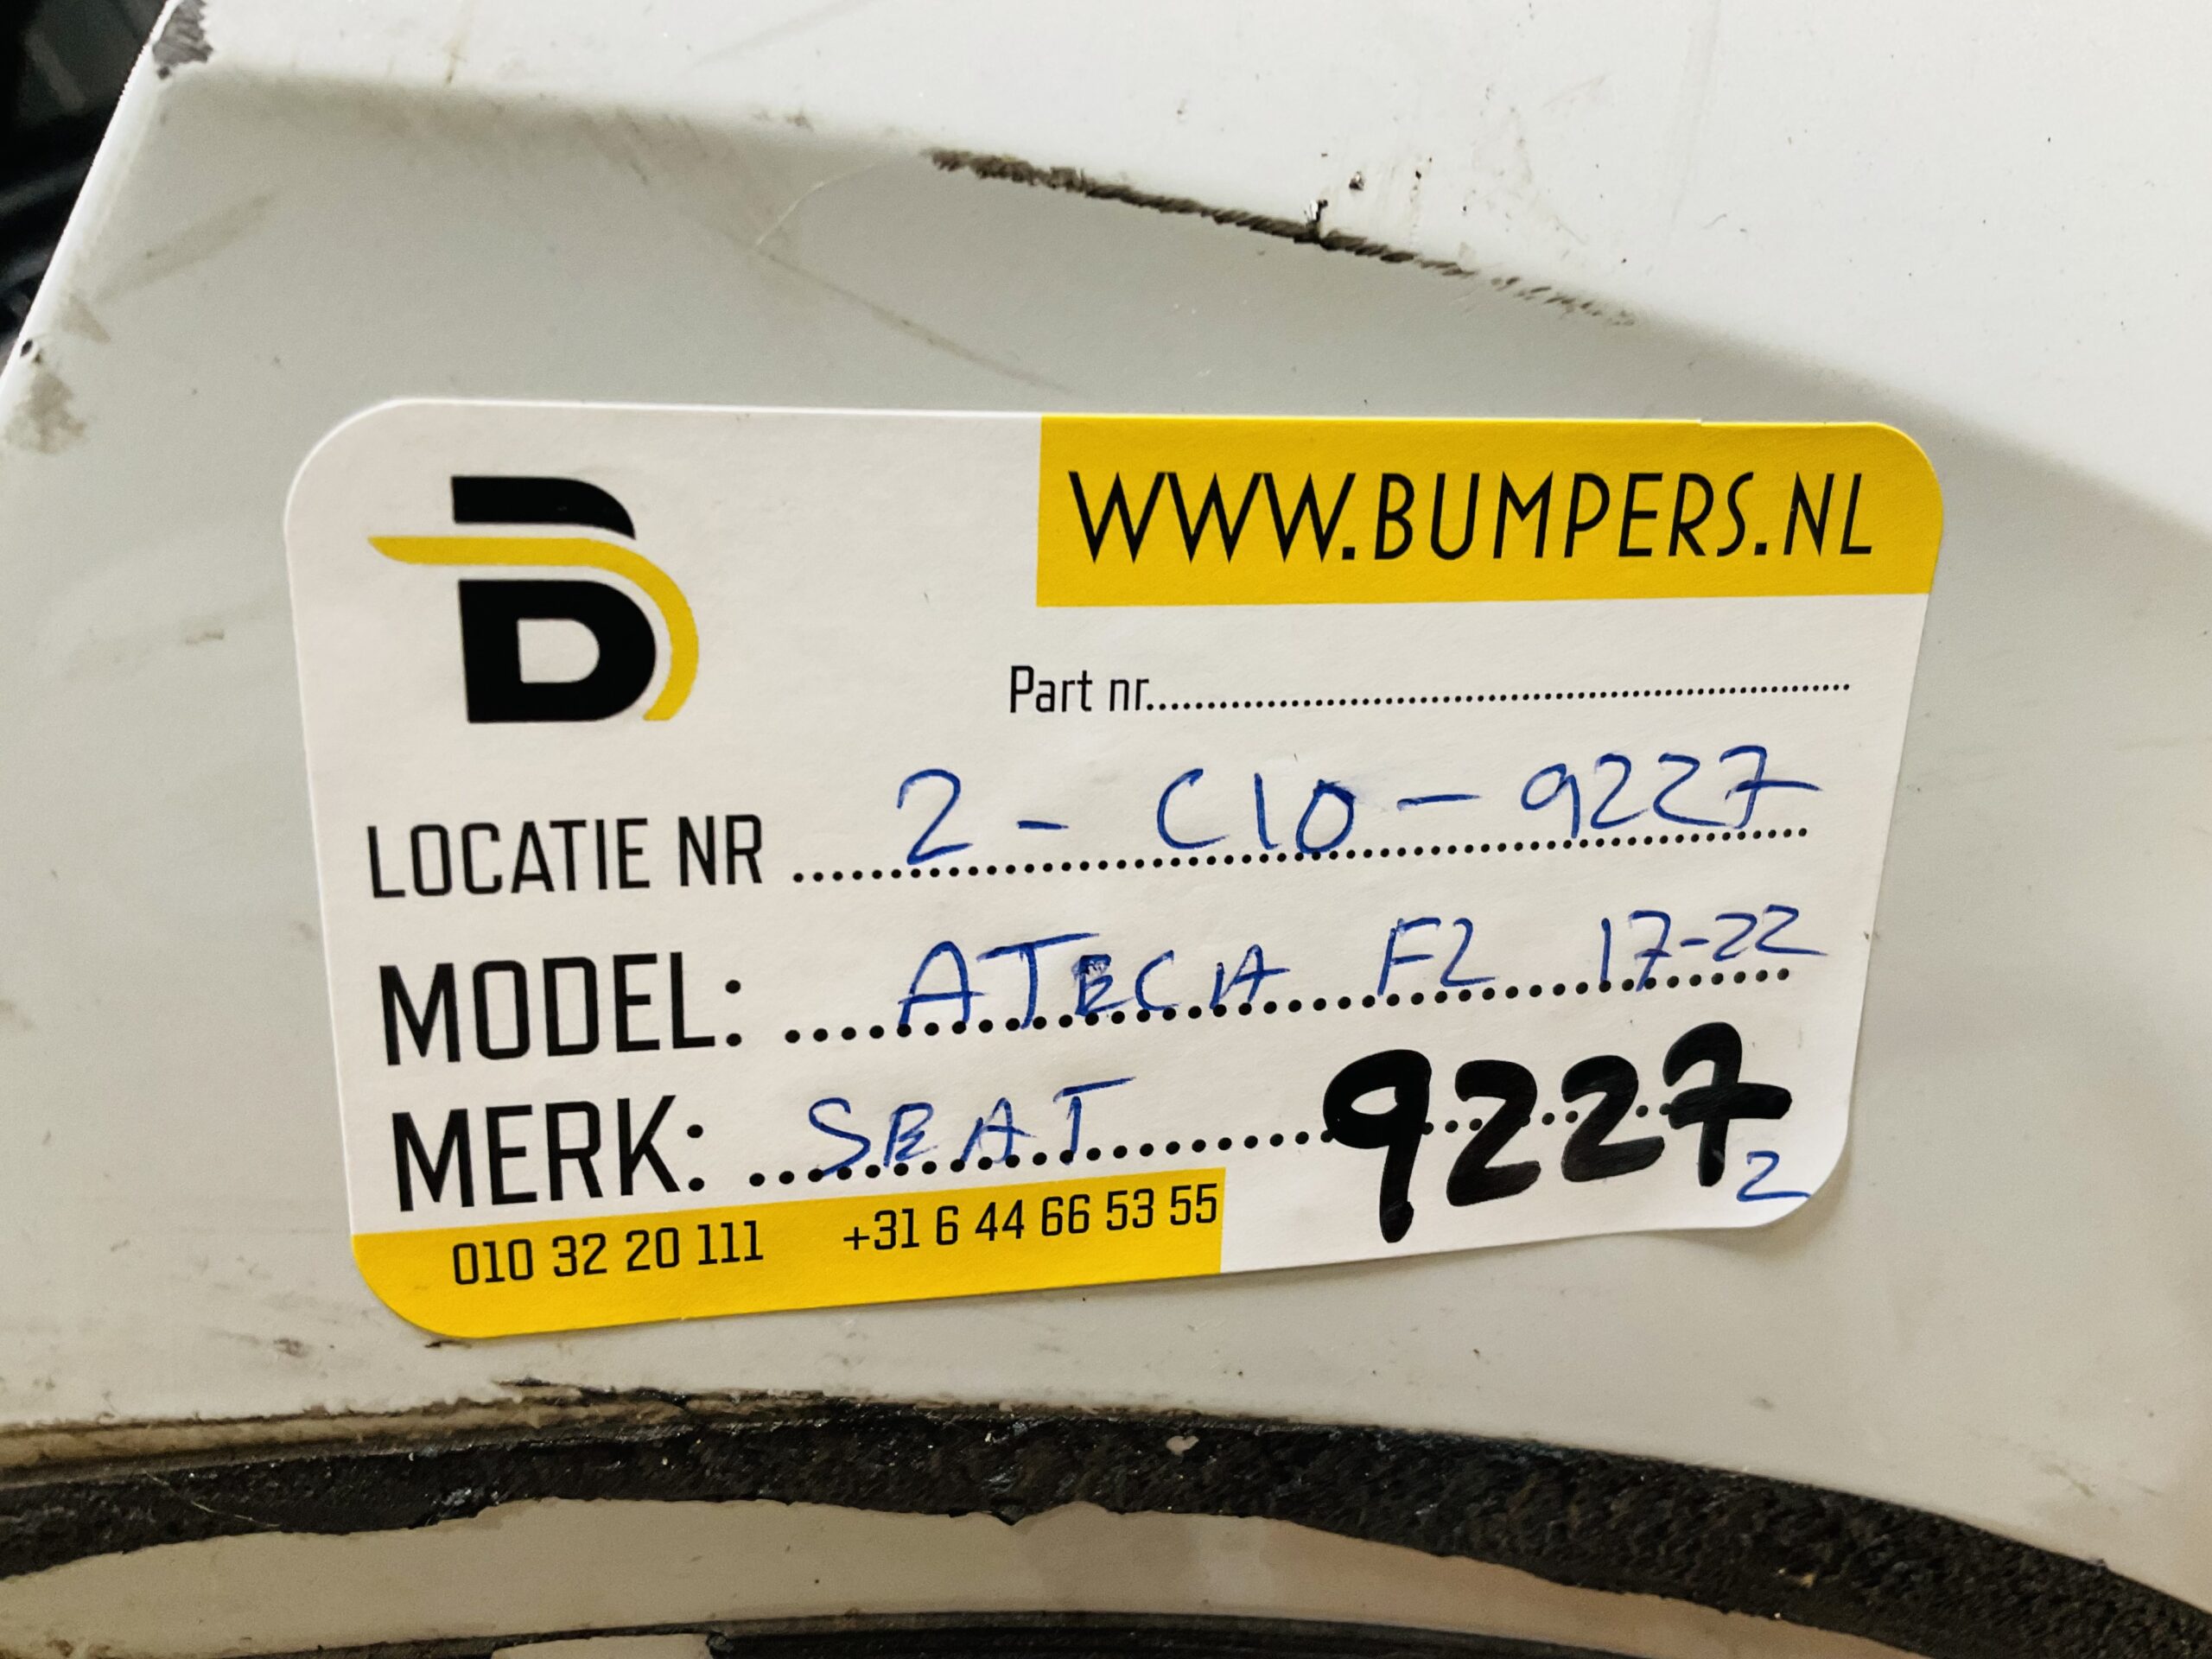 WWW.BUMPERS.NL
Part nr.
LOCATIE NR 2 - C10 - 9227
MODEL: ATECA F2 17-22
MERK: SEAT 9227
2
010 32 20 111 +31 6 44 66 53 55